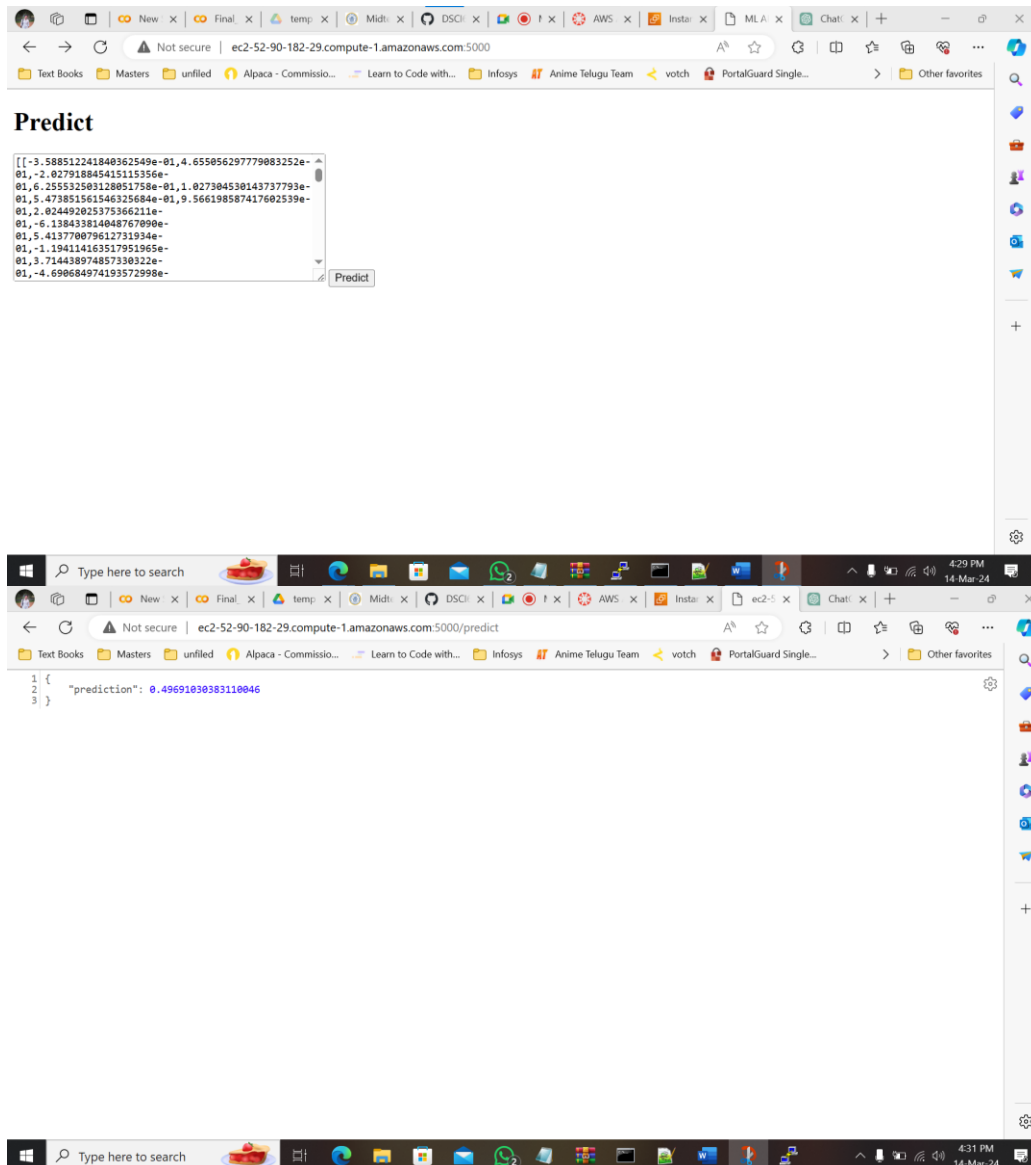 New
Final_
temp
Midte
DSCI
AWS
Instar
ML A
Chat(
Not secure | ec2-52-90-182-29.compute-1.amazonaws.com:5000
Text Books Masters unfiled Alpaca - Commissio... Learn to Code with... Infosys AT Anime Telugu Team votch PortalGuard Single... Other favorites
Predict
[[-3.588512241840362549e-01,4.655056297779083252e-
01,-2.027918845415115356e-
01,6.255532503128051758e-01,1.027304530143737793e-
01,5.473851561546325684e-01,9.566198587417602539e-
01,2.024492025375366211e-
01,-6.138433814048767090e-
01,5.413770079612731934e-
01,-1.194114163517951965e-
01,3.714438974857330322e-
01,-4.690684974193572998e-
Predict
Type here to search
4:29 PM
14-Mar-24
New
Final_
temp
Midte
DSCI
AWS
Instar
ec2-5
Chat(
Not secure | ec2-52-90-182-29.compute-1.amazonaws.com:5000/predict
Text Books Masters unfiled Alpaca - Commissio... Learn to Code with... Infosys AT Anime Telugu Team votch PortalGuard Single... Other favorites
1 {
2 "prediction": 0.49691030383110046
3 }
Type here to search
4:31 PM
14-Mar-24